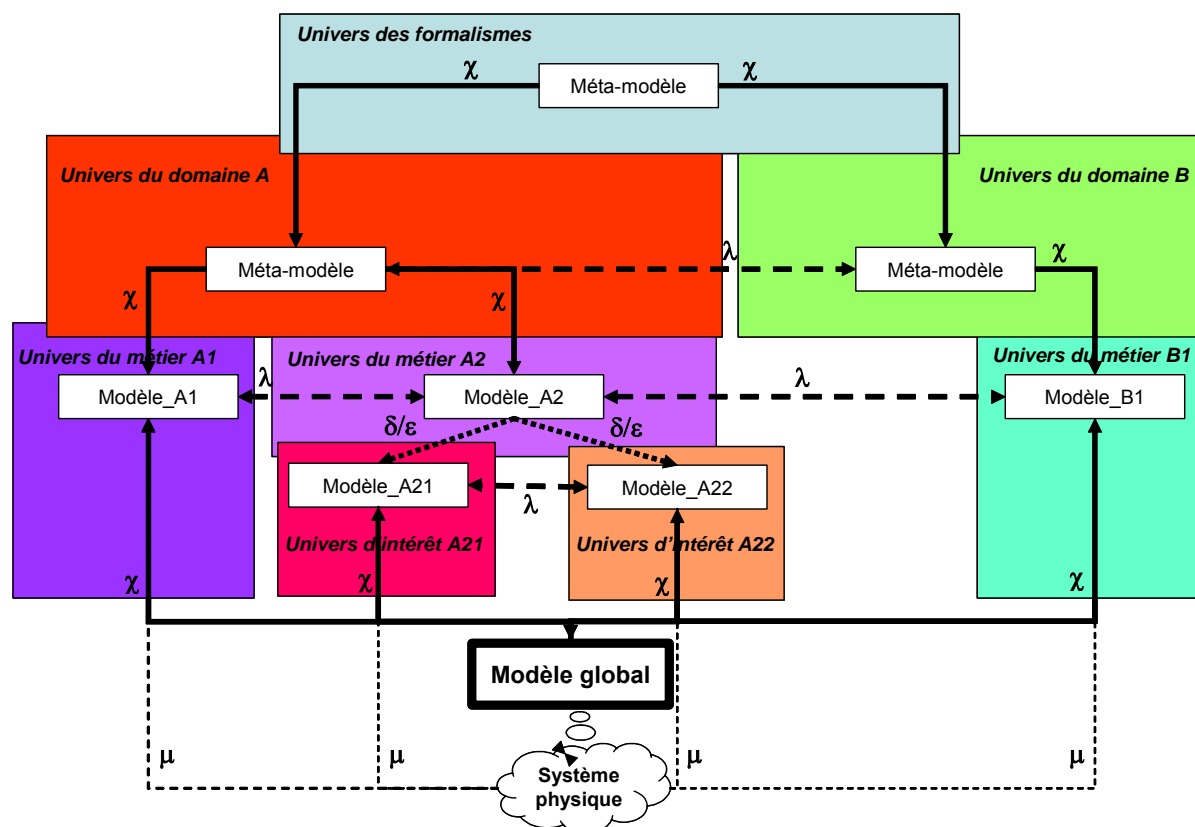 Univers des formalismes
χ
χ
Méta-modèle
Univers du domaine A
Univers du domaine B
λ
Méta-modèle
Méta-modèle
χ
χ
χ
Univers du métier A1
Univers du métier A2
Univers du métier B1
λ
λ
Modèle_A1
Modèle_A2
Modèle_B1
δ/ε
δ/ε
Modèle_A21
Modèle_A22
λ
Univers d'intérêt A21
Univers d’intérêt A22
χ
χ
χ
χ
Modèle global
μ
μ
μ
μ
Système
physique